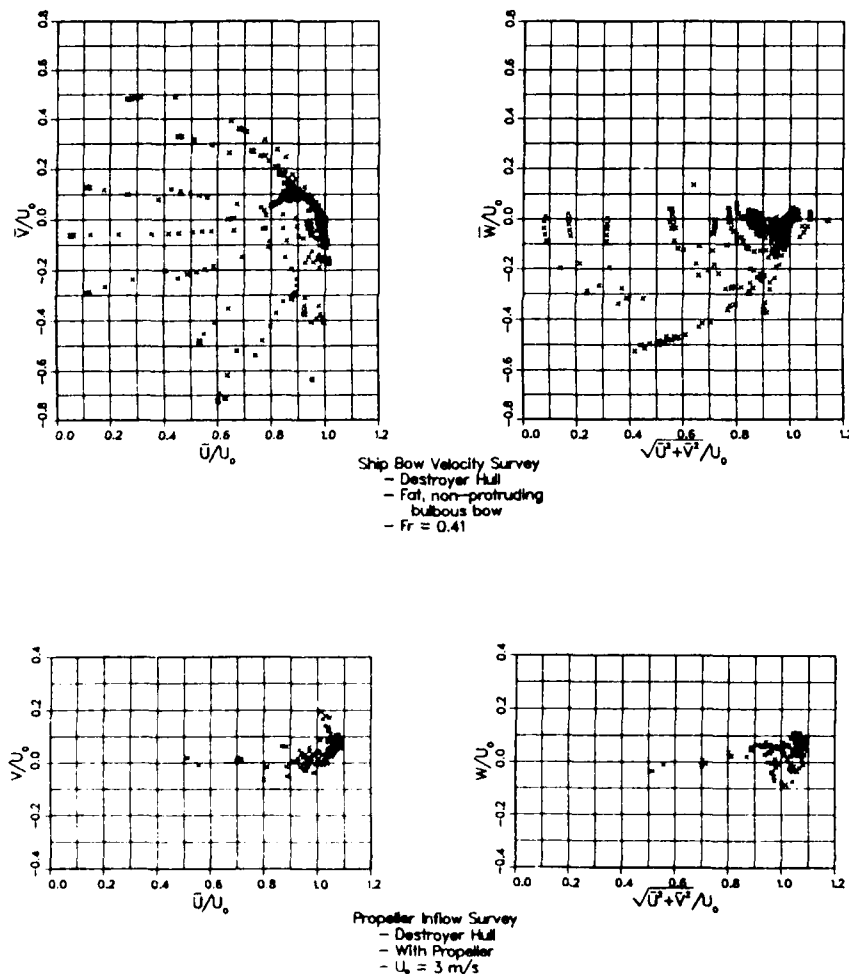 0.8
0.6
0.4
0.2
0.0
−0.2
−0.4
−0.6
−0.8
V̄/U₀
0.0 0.2 0.4 0.6 0.8 1.0 1.2
Ū/U₀
0.8
0.6
0.4
0.2
0.0
−0.2
−0.4
−0.6
−0.8
W̄/U₀
0.0 0.2 0.4 0.6 0.8 1.0 1.2
√Ū²+V̄²/U₀
Ship Bow Velocity Survey
− Destroyer Hull
− Fat, non−protruding
bulbous bow
− Fr = 0.41
0.4
0.2
0.0
−0.2
−0.4
V/U₀
0.0 0.2 0.4 0.6 0.8 1.0 1.2
Ū/U₀
0.4
0.2
0.0
−0.2
−0.4
W/U₀
0.0 0.2 0.4 0.6 0.8 1.0 1.2
√Ū²+V̄²/U₀
Propeller Inflow Survey
− Destroyer Hull
− With Propeller
− U₀ = 3 m/s